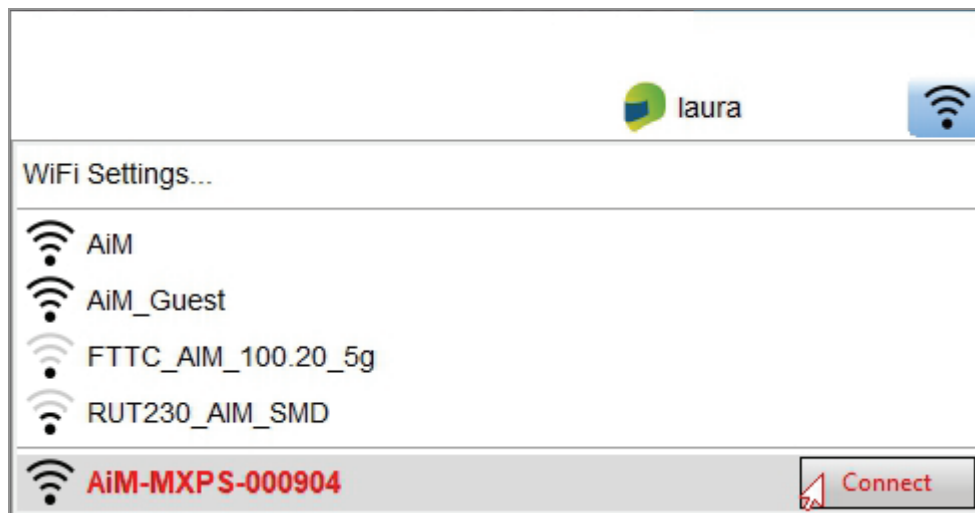 laura
WiFi Settings...
AiM
AiM_Guest
FTTC_AIM_100.20_5g
RUT230_AIM_SMD
AiM-MXPS-000904 Connect